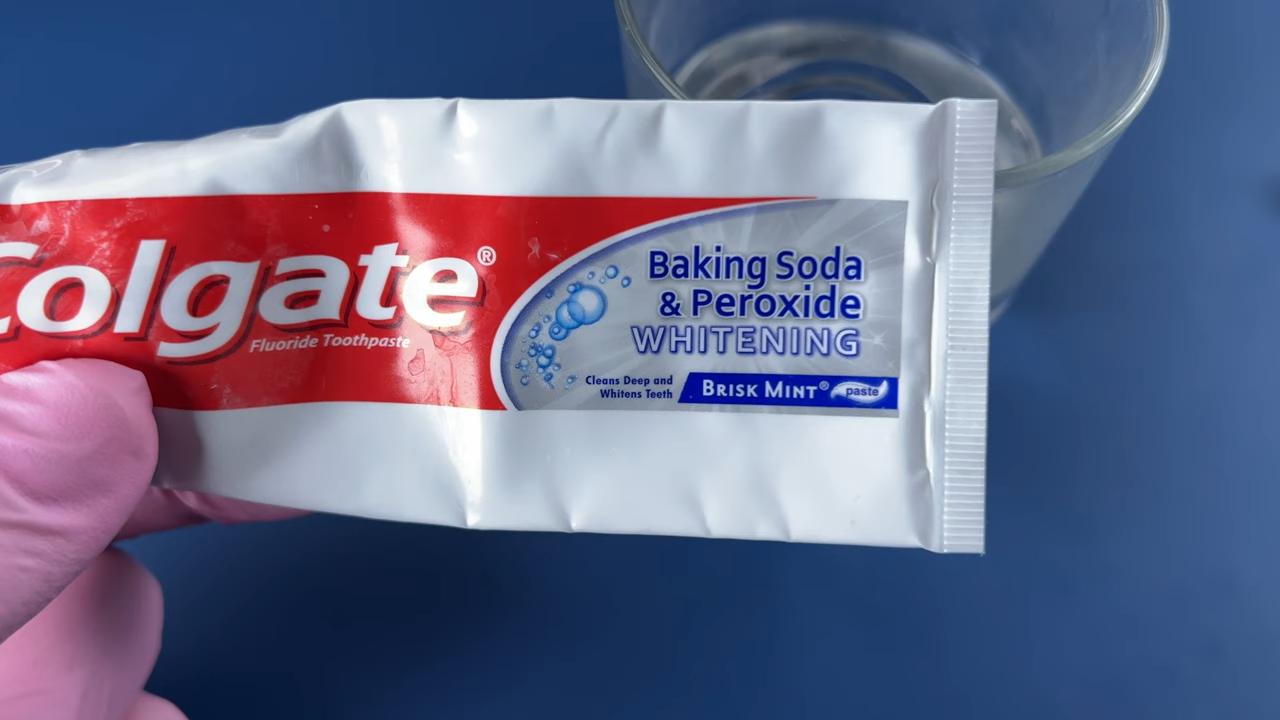 Colgate®
Fluoride Toothpaste
Baking Soda
& Peroxide
WHITENING
Cleans Deep and
Whitens Teeth
BRISK MINT®
paste